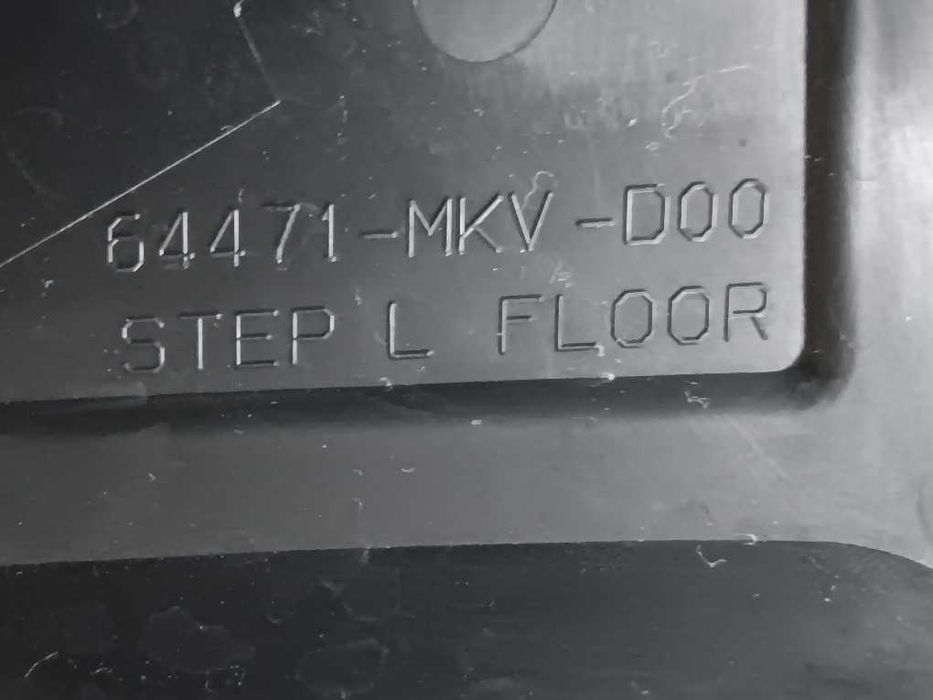 64471-MKV-D00
STEP L FLOOR